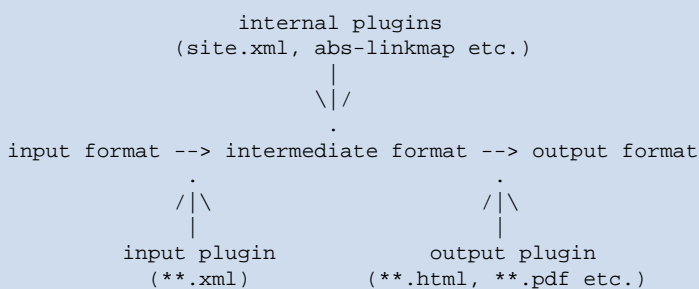 internal plugins
(site.xml, abs-linkmap etc.)
|
\|/
.
input format --> intermediate format --> output format
. .
/|\ /|\
| |
input plugin output plugin
(**.xml) (**.html, **.pdf etc.)